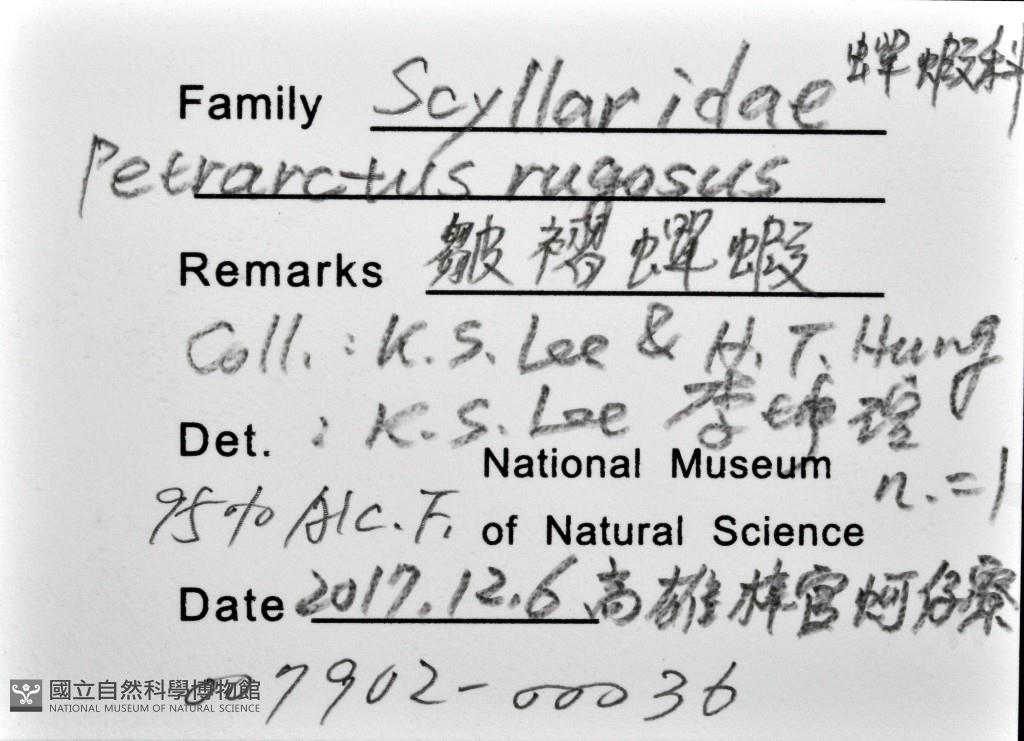 Family Scyllaridae 蟬蝦科
Petrarctus rugosus
Remarks 皺褶蟬蝦
Coll.: K.S. Lee & H.T. Hung
Det. : K.S. Lee 李坤瑄
National Museum n.=1
95% Alc. F. of Natural Science
Date 2017.12.6 高雄梓官蚵仔寮
007902-00036
國立自然科學博物館
NATIONAL MUSEUM OF NATURAL SCIENCE